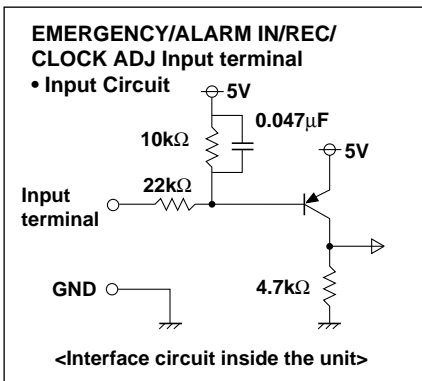 EMERGENCY/ALARM IN/REC/
CLOCK ADJ Input terminal
• Input Circuit
5V
0.047μF
10kΩ
5V
22kΩ
Input
terminal
GND
4.7kΩ
<Interface circuit inside the unit>